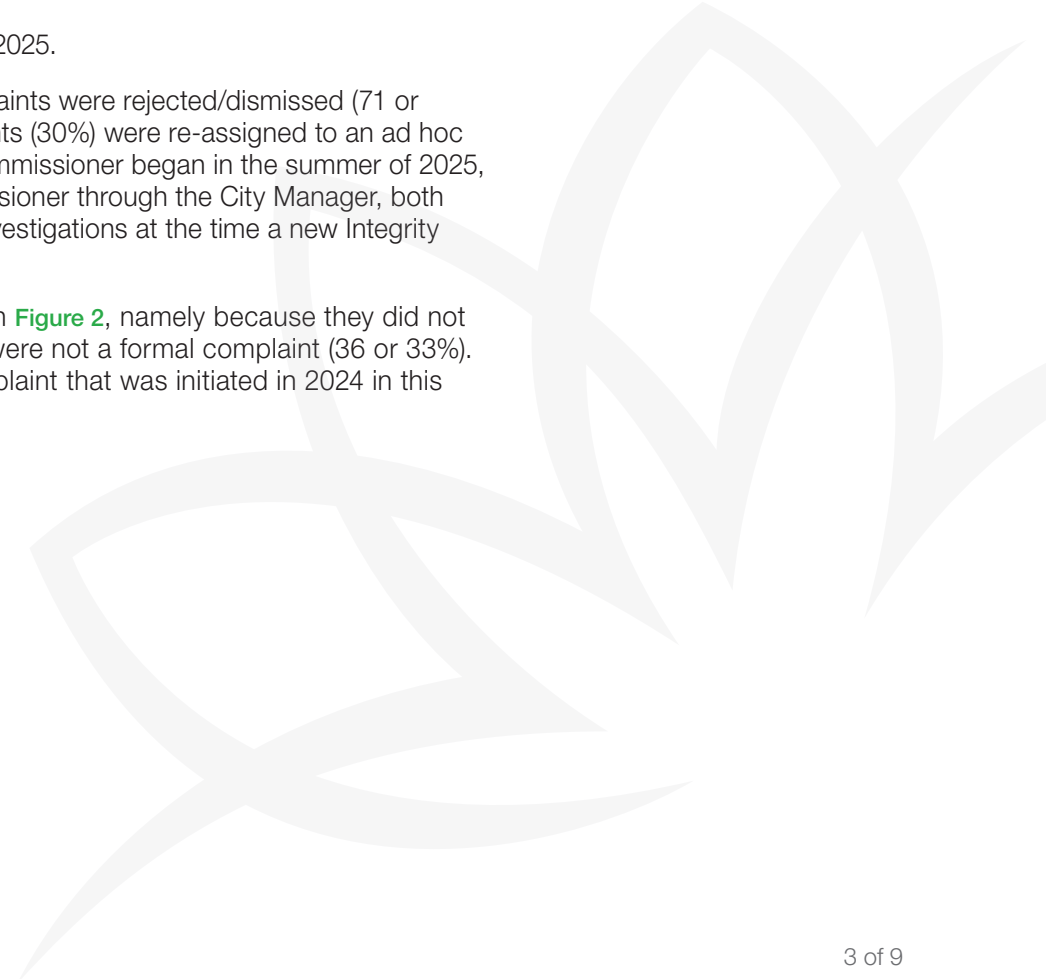 2025.
aints were rejected/dismissed (71 or
nts (30%) were re-assigned to an ad hoc
mmissioner began in the summer of 2025,
sioner through the City Manager, both
vestigations at the time a new Integrity
n Figure 2, namely because they did not
were not a formal complaint (36 or 33%).
plaint that was initiated in 2024 in this
3 of 9